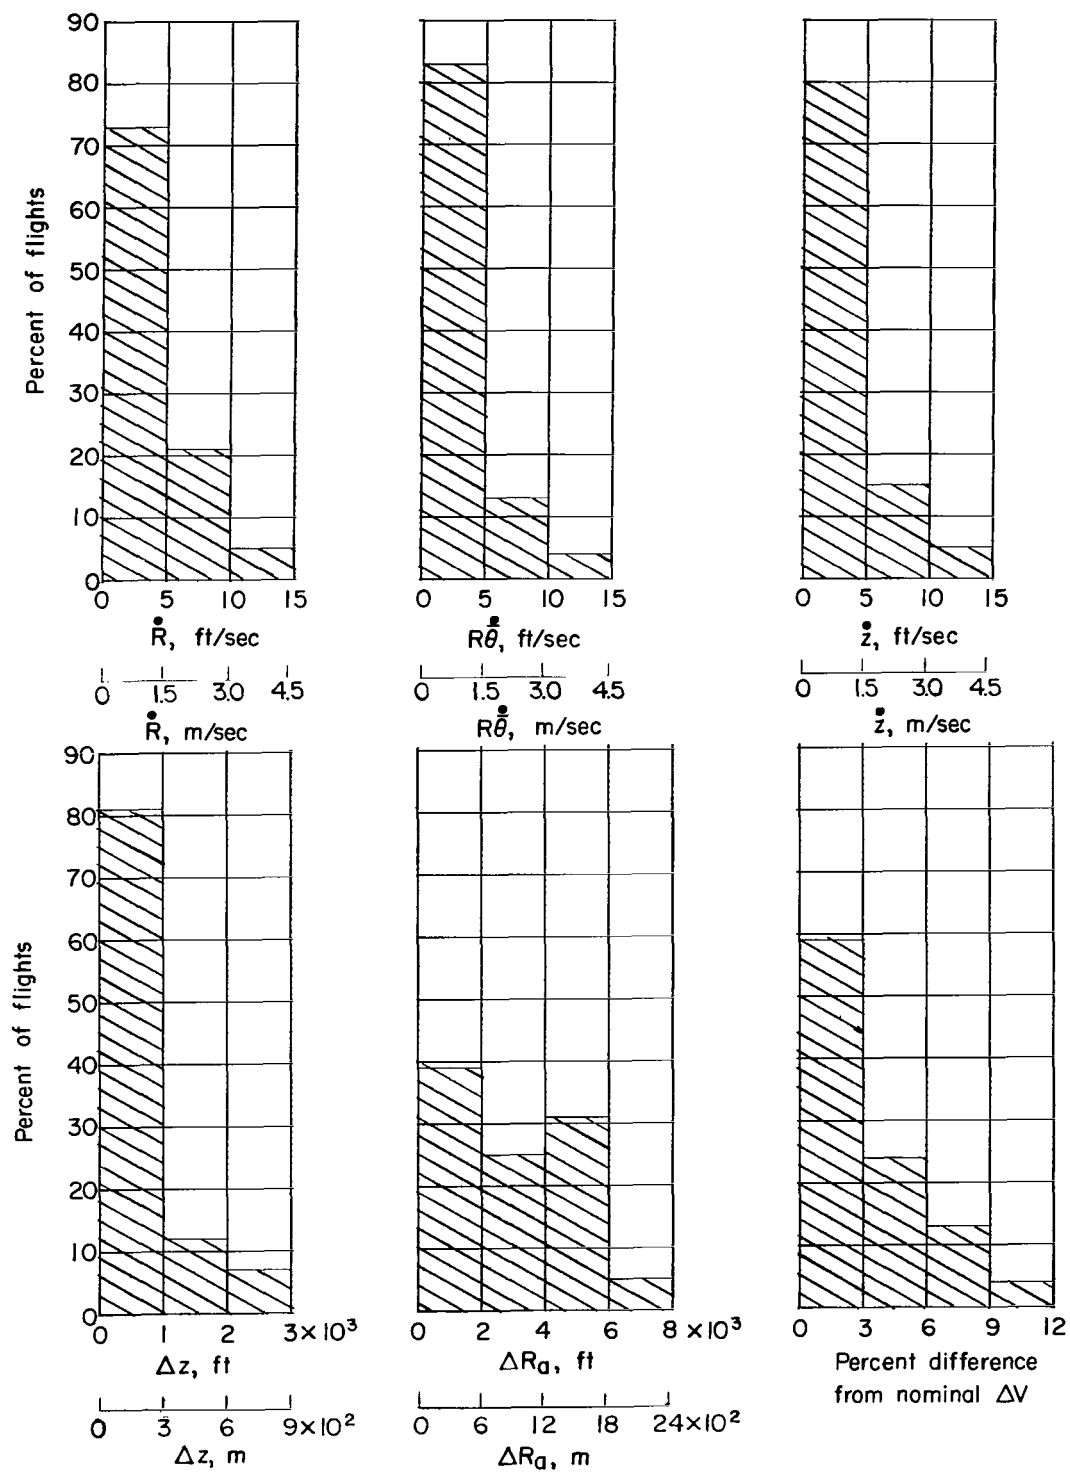 90
80
70
60
50
40
30
20
10
0
Percent of flights
0 5 10 15
Ṙ, ft/sec
0 1.5 3.0 4.5
Ṙ, m/sec
0 5 10 15
Rθ̇, ft/sec
0 1.5 3.0 4.5
Rθ̇, m/sec
0 5 10 15
ż, ft/sec
0 1.5 3.0 4.5
ż, m/sec
90
80
70
60
50
40
30
20
10
0
Percent of flights
0 1 2 3×10³
Δz, ft
0 3 6 9×10²
Δz, m
0 2 4 6 8 ×10³
ΔRₐ, ft
0 6 12 18 24×10²
ΔRₐ, m
0 3 6 9 12
Percent difference
from nominal ΔV